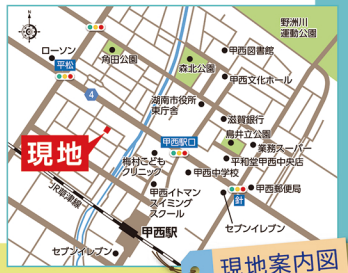 野洲川
運動公園
ローソン
角田公園
甲西図書館
平松
森北公園
甲西文化ホール
4
湖南市役所
東庁舎
滋賀銀行
鳥井立公園
甲西駅口
業務スーパー
現地
梅村こども
クリニック
平和堂甲西中央店
甲西中学校
JR草津線
甲西イトマン
スイミング
スクール
甲西郵便局
針
甲西駅
セブンイレブン
セブンイレブン
現地案内図